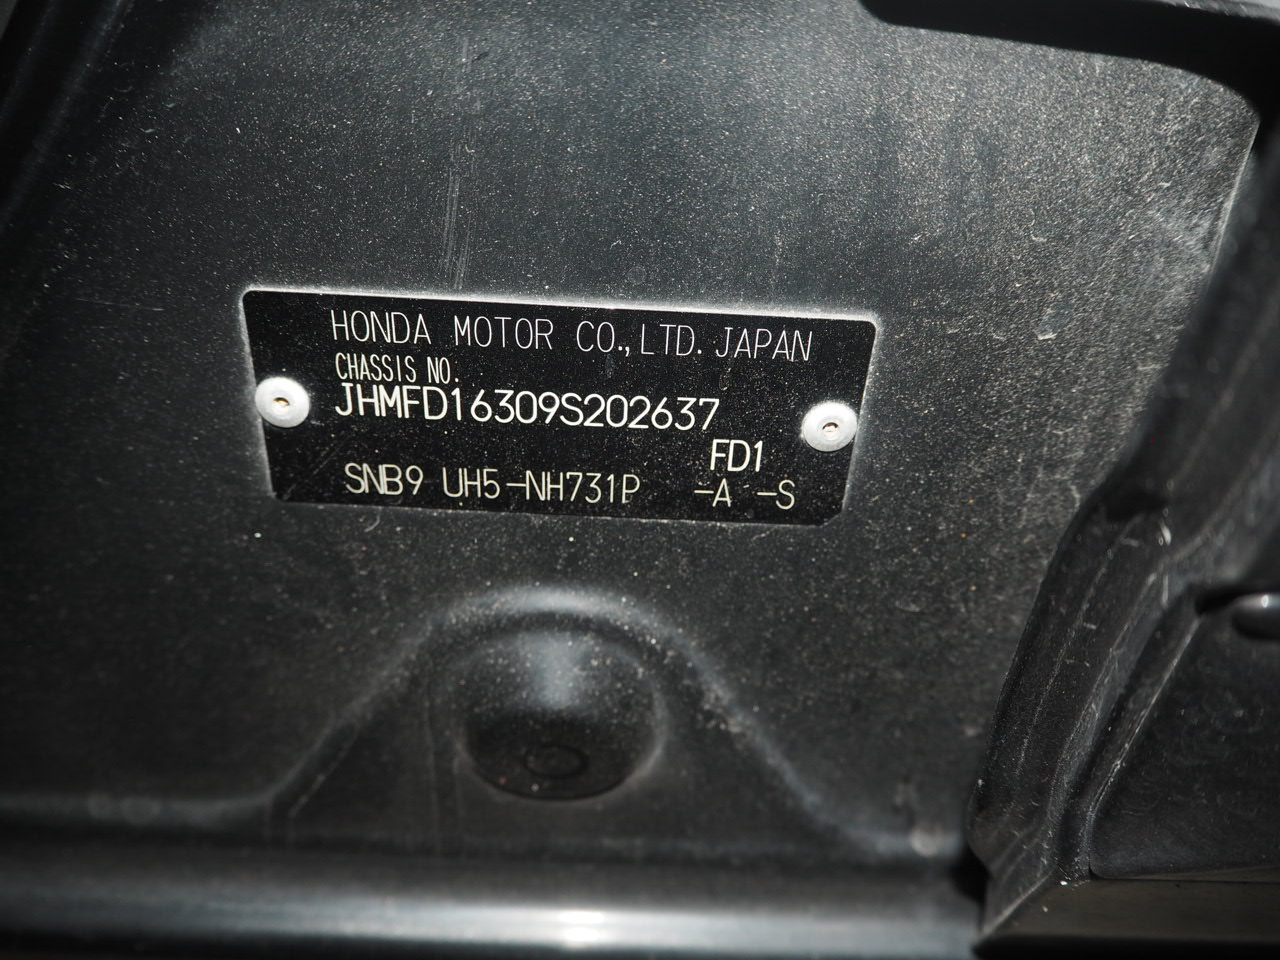 HONDA MOTOR CO.,LTD. JAPAN
CHASSIS NO.
JHMFD16309S202637
FD1
SNB9 UH5-NH731P -A -S